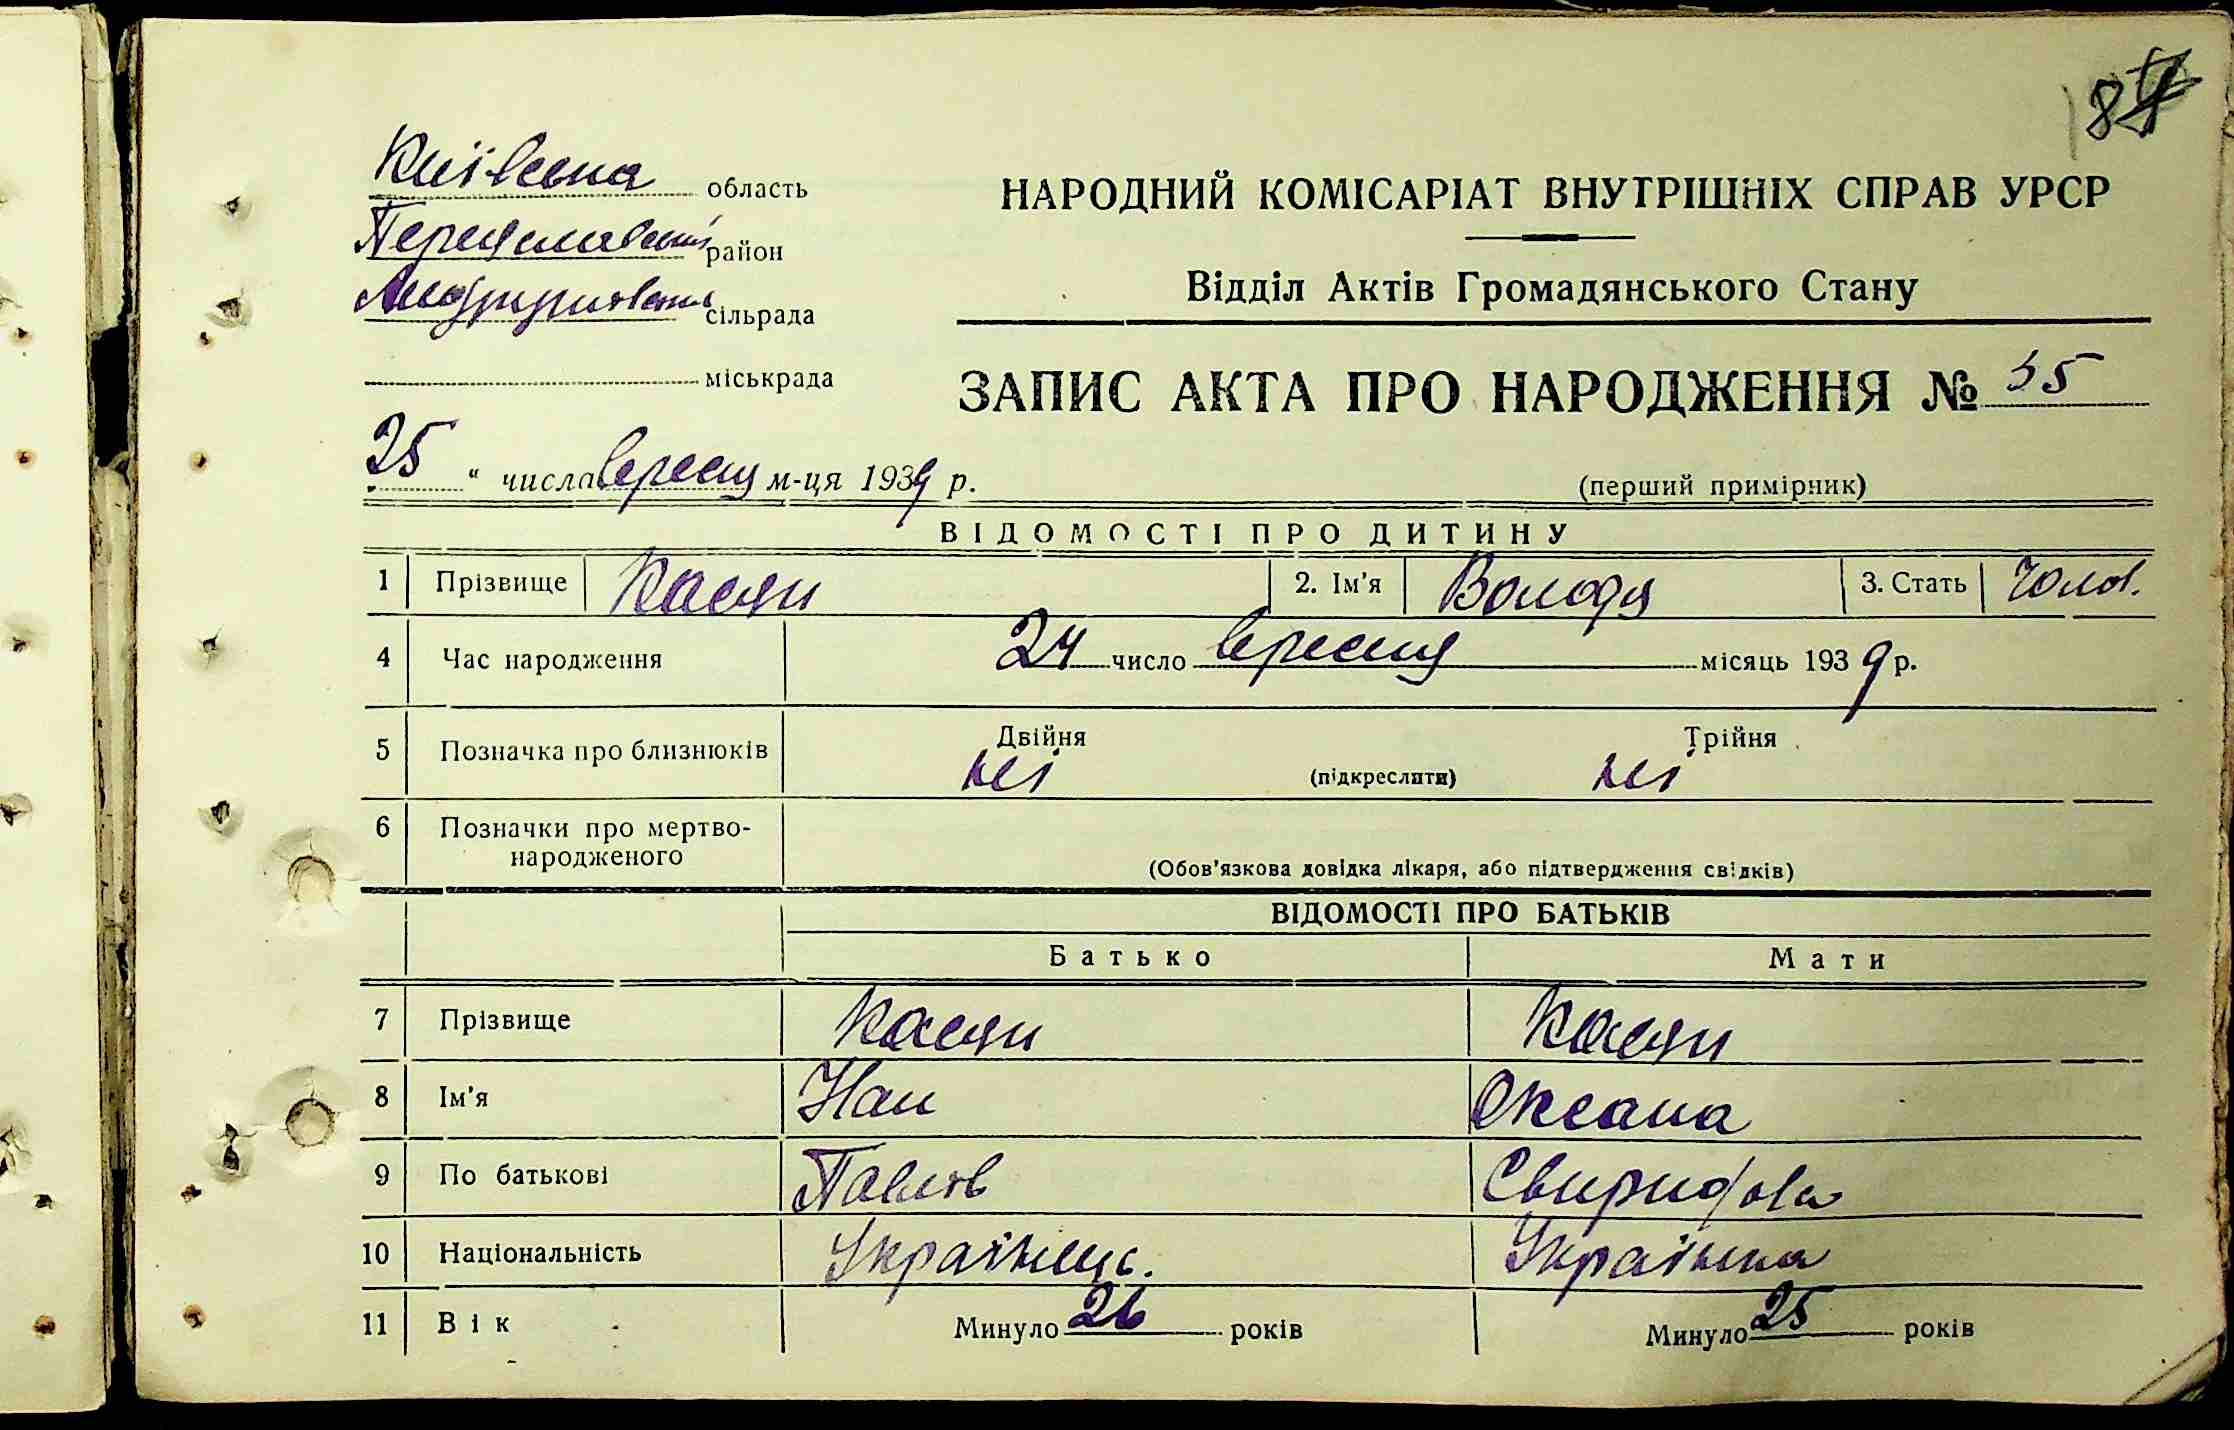 Київська область
Переяславський район
сільрада
міськрада
НАРОДНИЙ КОМІСАРІАТ ВНУТРІШНІХ СПРАВ УРСР
Відділ Актів Громадянського Стану
ЗАПИС АКТА ПРО НАРОДЖЕННЯ №
25 " числа вересня м-ця 1939 р.
(перший примірник)
ВІДОМОСТІ ПРО ДИТИНУ
1 Прізвище Касян 2. Ім'я Володя 3. Стать Чолов.
4 Час народження 24 число вересня місяць 1939 р.
5 Позначка про близнюків Двійня Трійня
ні (підкреслити) ні
6 Позначки про мертво-
народженого
(Обов'язкова довідка лікаря, або підтвердження свідків)
ВІДОМОСТІ ПРО БАТЬКІВ
Батько Мати
7 Прізвище Касян Касян
8 Ім'я Оксана
9 По батькові Павлов Свиридова
10 Національність Українець. Українка
11 Вік Минуло 26 років Минуло 25 років